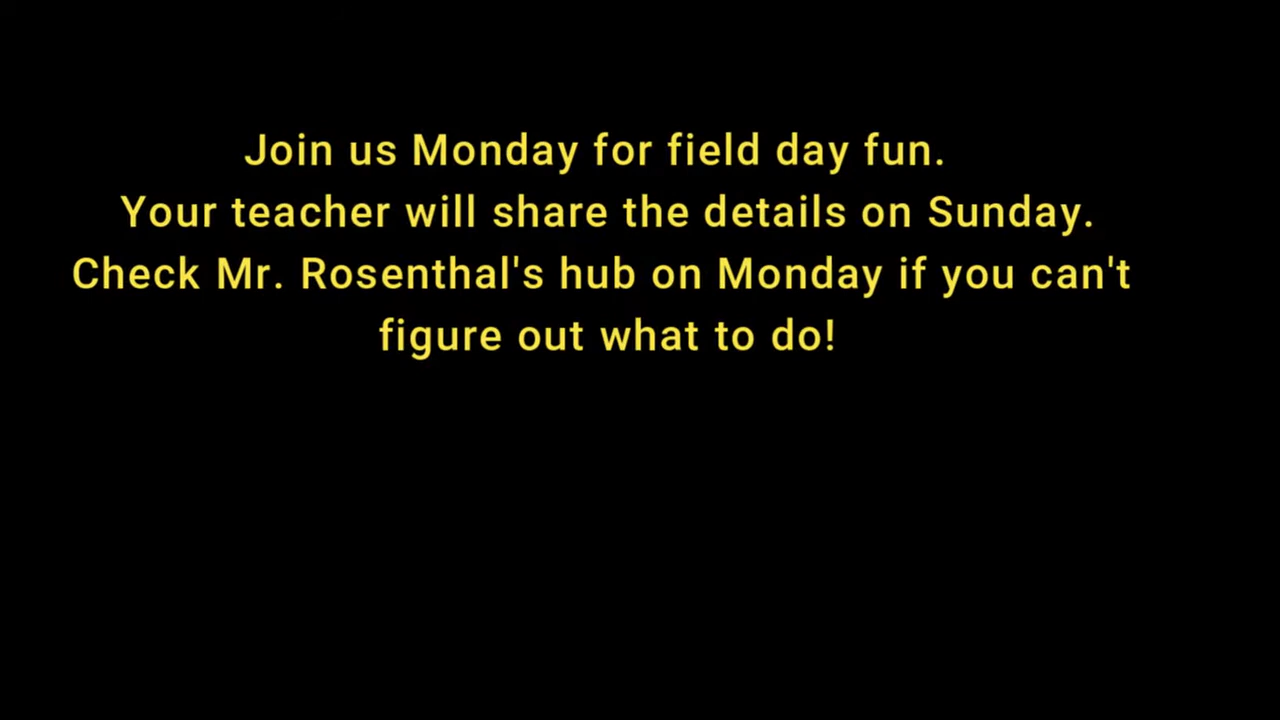 Join us Monday for field day fun.
Your teacher will share the details on Sunday.
Check Mr. Rosenthal's hub on Monday if you can't
figure out what to do!